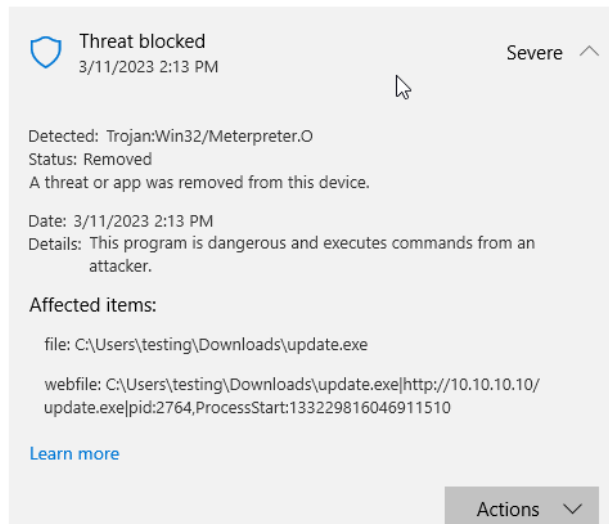 Threat blocked
3/11/2023 2:13 PM
Severe
Detected: Trojan:Win32/Meterpreter.O
Status: Removed
A threat or app was removed from this device.
Date: 3/11/2023 2:13 PM
Details: This program is dangerous and executes commands from an
attacker.
Affected items:
file: C:\Users\testing\Downloads\update.exe
webfile: C:\Users\testing\Downloads\update.exe|http://10.10.10.10/
update.exe|pid:2764,ProcessStart:133229816046911510
Learn more
Actions